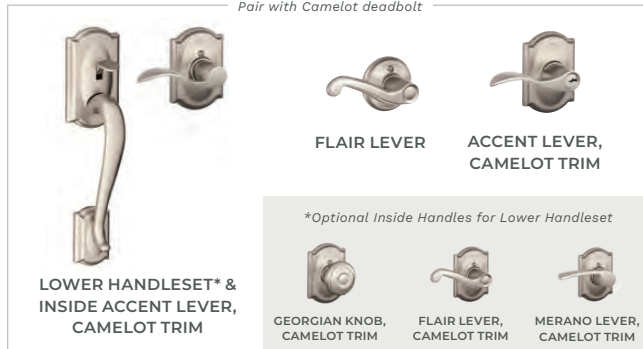 Pair with Camelot deadbolt
LOWER HANDLESET* &
INSIDE ACCENT LEVER,
CAMELOT TRIM
FLAIR LEVER
ACCENT LEVER,
CAMELOT TRIM
*Optional Inside Handles for Lower Handleset
GEORGIAN KNOB,
CAMELOT TRIM
FLAIR LEVER,
CAMELOT TRIM
MERANO LEVER,
CAMELOT TRIM